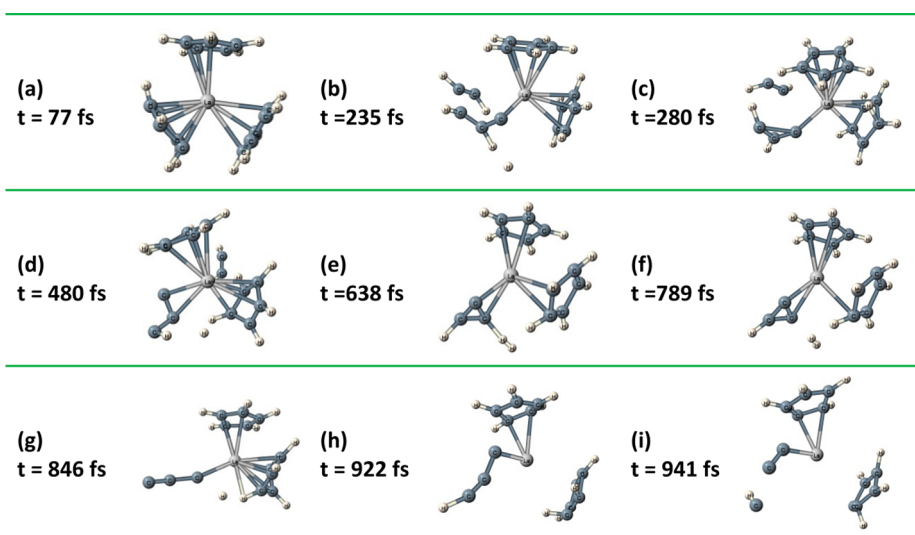 (a)
t = 77 fs
(b)
t =235 fs
(c)
t =280 fs
(d)
t = 480 fs
(e)
t =638 fs
(f)
t =789 fs
(g)
t = 846 fs
(h)
t = 922 fs
(i)
t = 941 fs